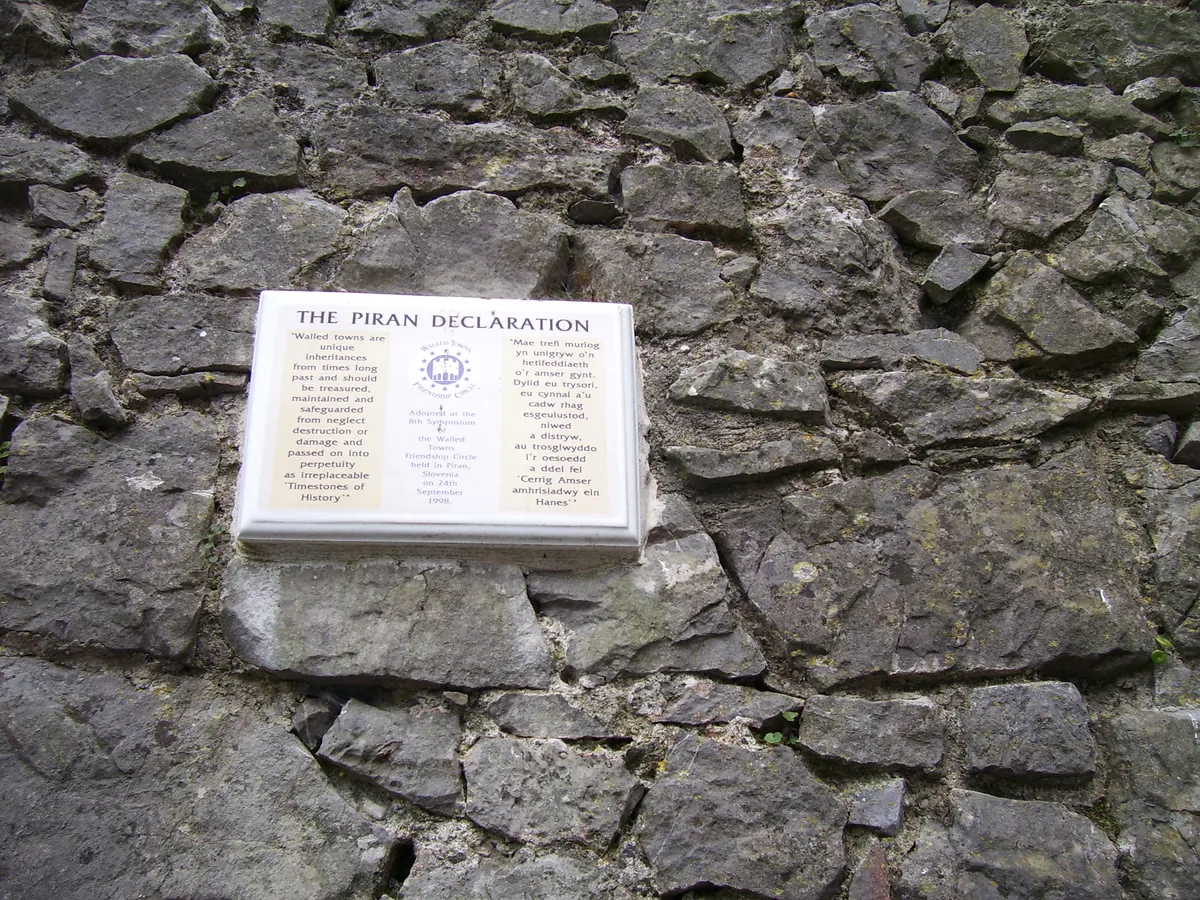 THE PIRAN DECLARATION
"Walled towns are
unique
inheritances
from times long
past and should
be treasured,
maintained and
safeguarded
from neglect
destruction or
damage and
passed on into
perpetuity
as irreplaceable
'Timestones of
History'"
WALLED TOWNS
FRIENDSHIP CIRCLE
Adopted at the
8th Symposium
of
the Walled
Towns
Friendship Circle
held in Piran,
Slovenia
on 24th
September
1998.
"Mae trefi muriog
yn unigryw o'n
hetifeddiaeth
o'r amser gynt.
Dylid eu trysori,
eu cynnal a'u
cadw rhag
esgeulustod,
niwed
a distryw,
au trosglwyddo
i'r oesoedd
a ddel fel
'Cerrig Amser
amhrisiadwy ein
Hanes'"